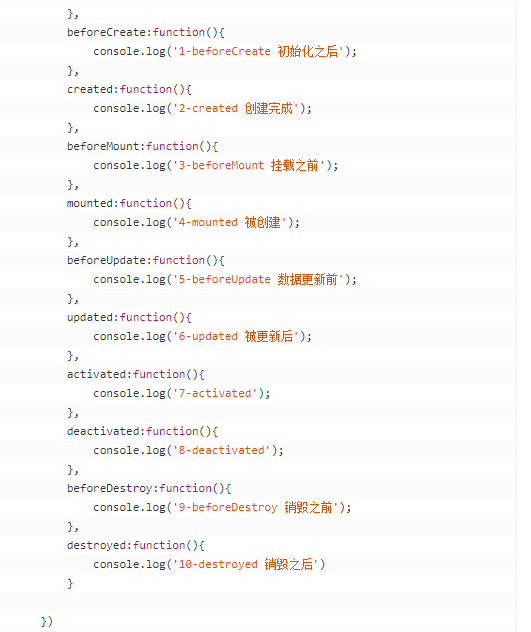 },
beforeCreate:function(){
console.log('1-beforeCreate 初始化之后');
},
created:function(){
console.log('2-created 创建完成');
},
beforeMount:function(){
console.log('3-beforeMount 挂载之前');
},
mounted:function(){
console.log('4-mounted 被创建');
},
beforeUpdate:function(){
console.log('5-beforeUpdate 数据更新前');
},
updated:function(){
console.log('6-updated 被更新后');
},
activated:function(){
console.log('7-activated');
},
deactivated:function(){
console.log('8-deactivated');
},
beforeDestroy:function(){
console.log('9-beforeDestroy 销毁之前');
},
destroyed:function(){
console.log('10-destroyed 销毁之后')
}
})